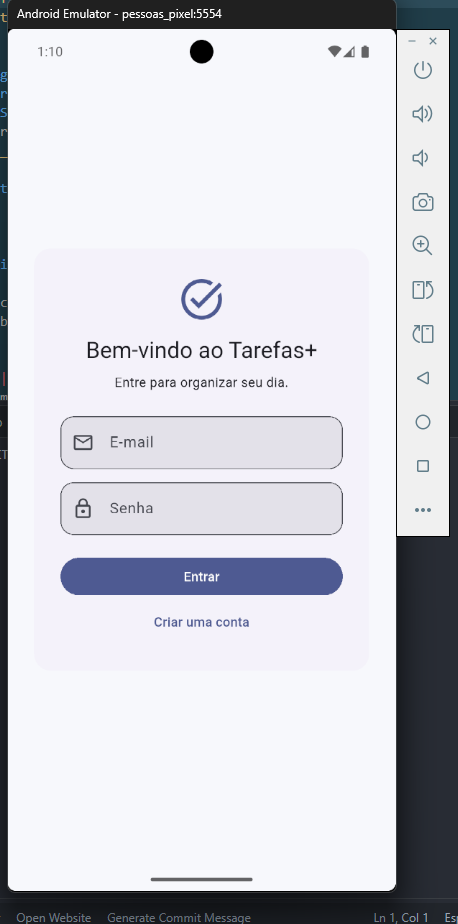 Android Emulator - pessoas_pixel:5554
1:10
Bem-vindo ao Tarefas+
Entre para organizar seu dia.
E-mail
Senha
Entrar
Criar uma conta
Open Website
Generate Commit Message
Ln 1, Col 1